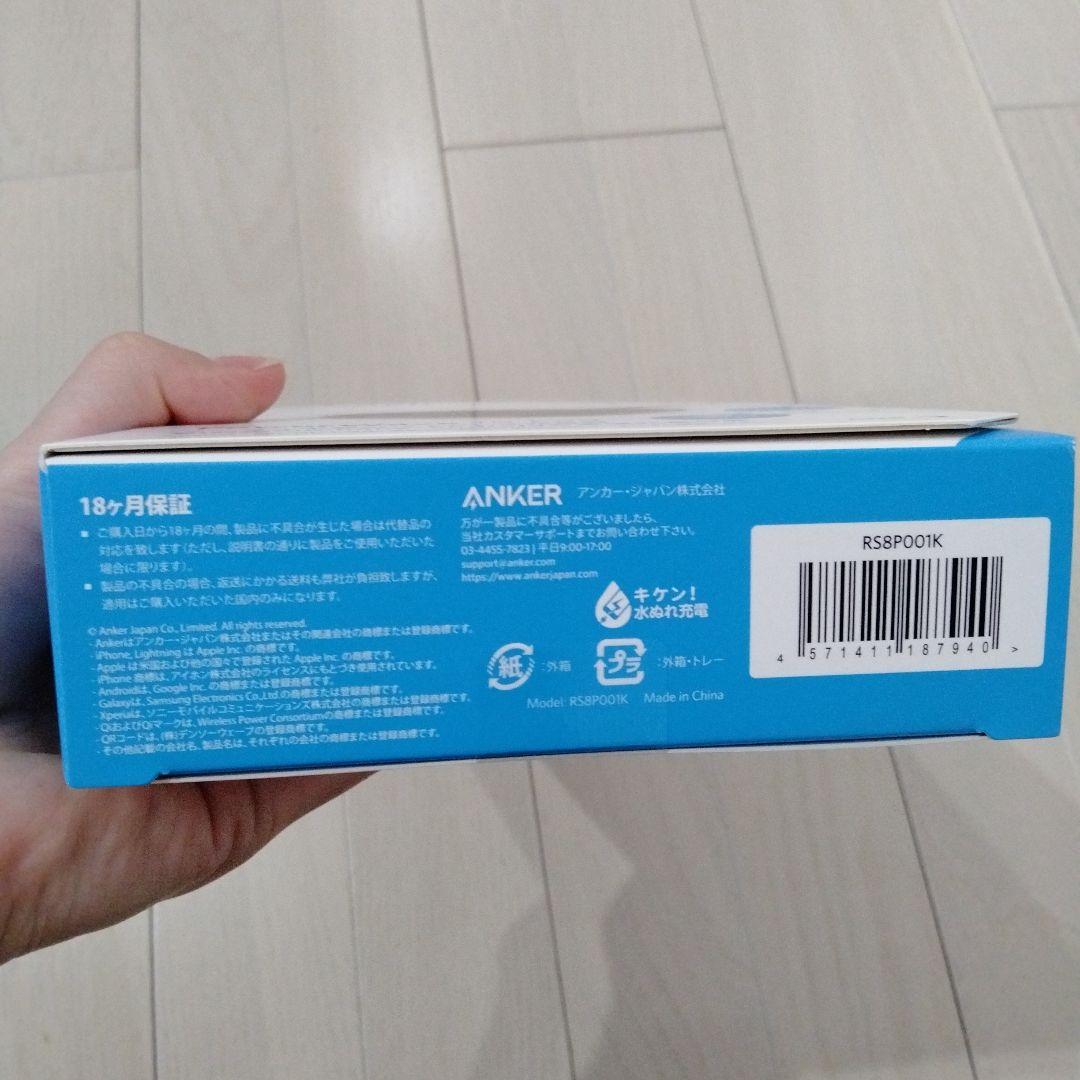 18ヶ月保証
■ ご購入日から18ヶ月の間、製品に不具合が生じた場合は代替品の
対応を致します（ただし、説明書の通りに製品をご使用いただいた
場合に限ります）。
■ 製品の不具合の場合、返送にかかる送料も弊社が負担致しますが、
適用はご購入いただいた国内のみになります。
© Anker Japan Co., Limited. All rights reserved.
- Ankerはアンカー・ジャパン株式会社またはその関連会社の商標または登録商標です。
- iPhone, Lightning は Apple Inc. の商標です。
- Apple は米国および他の国々で登録された Apple Inc. の商標です。
- iPhone 商標は、アイホン株式会社のライセンスにもとづき使用されています。
- Androidは、Google Inc. の商標または登録商標です。
- Galaxyは、Samsung Electronics Co.,Ltd.の商標または登録商標です。
- Xperiaは、ソニーモバイルコミュニケーションズ株式会社の商標または登録商標です。
- QiおよびQiマークは、Wireless Power Consortiumの商標または登録商標です。
- QRコードは、(株)デンソーウェーブの登録商標です。
- その他記載の会社名、製品名は、それぞれの会社の商標または登録商標です。
ANKER アンカー・ジャパン株式会社
万が一製品に不具合等がございましたら、
当社カスタマーサポートまでお問い合わせ下さい。
03-4455-7823 | 平日9:00-17:00
support@anker.com
https://www.ankerjapan.com
キケン！
水ぬれ充電
紙 : 外箱 プラ : 外箱・トレー
Model: RS8P001K Made in China
RS8P001K
4 571411 187940 >